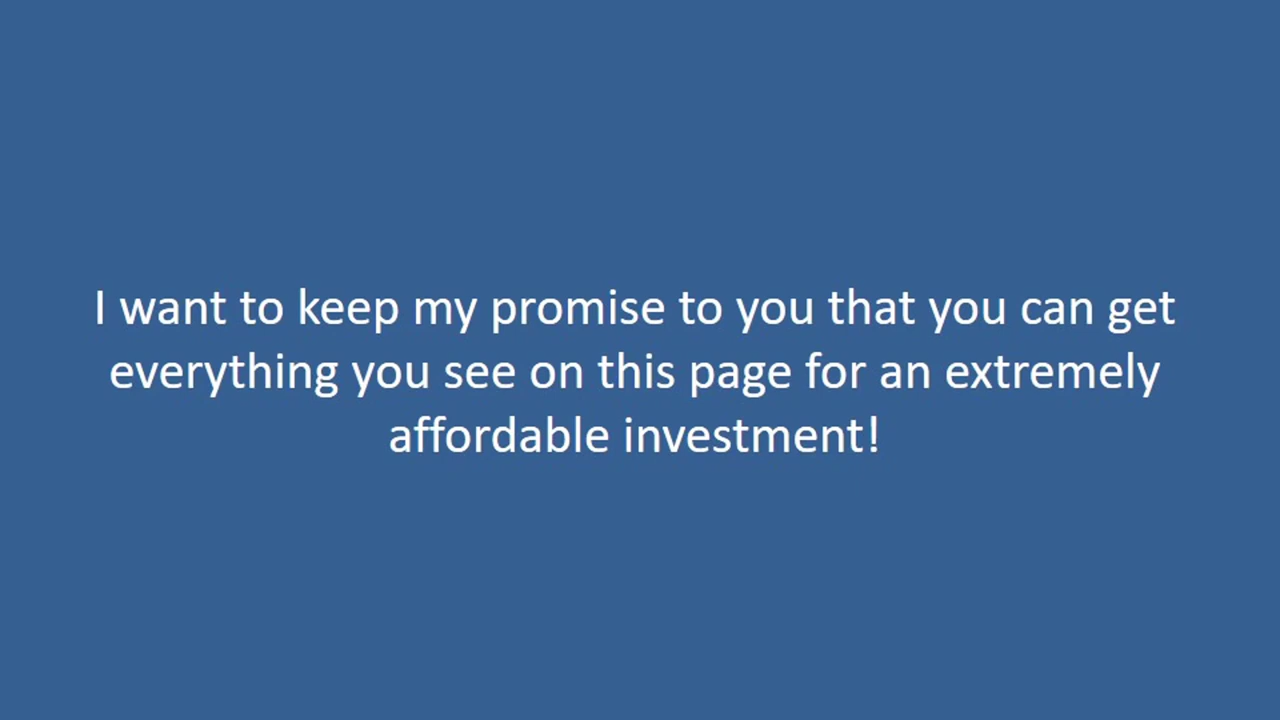 I want to keep my promise to you that you can get
everything you see on this page for an extremely
affordable investment!